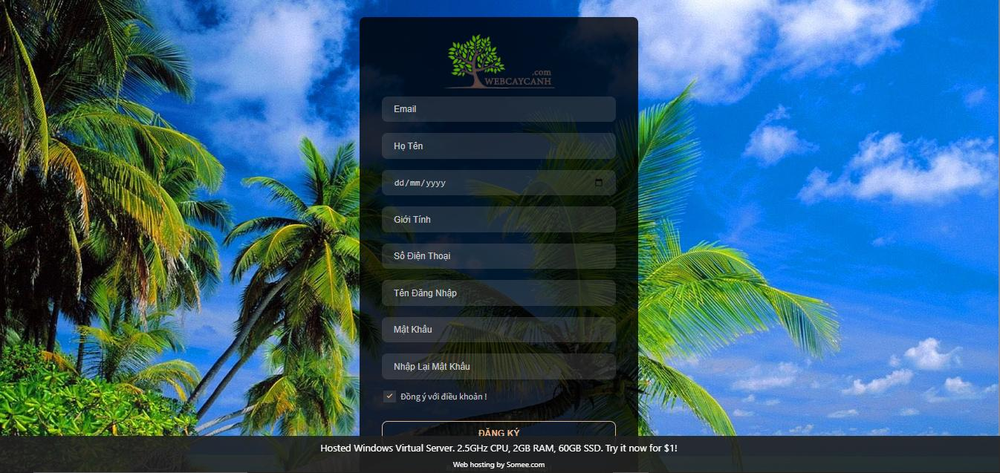 .com
WEBCAYCANH
Email
Họ Tên
dd/mm/yyyy
Giới Tính
Số Điện Thoại
Tên Đăng Nhập
Mật Khẩu
Nhập Lại Mật Khẩu
Đồng ý với điều khoản !
ĐĂNG KÝ
Hosted Windows Virtual Server. 2.5GHz CPU, 2GB RAM, 60GB SSD. Try it now for $1!
Web hosting by Somee.com